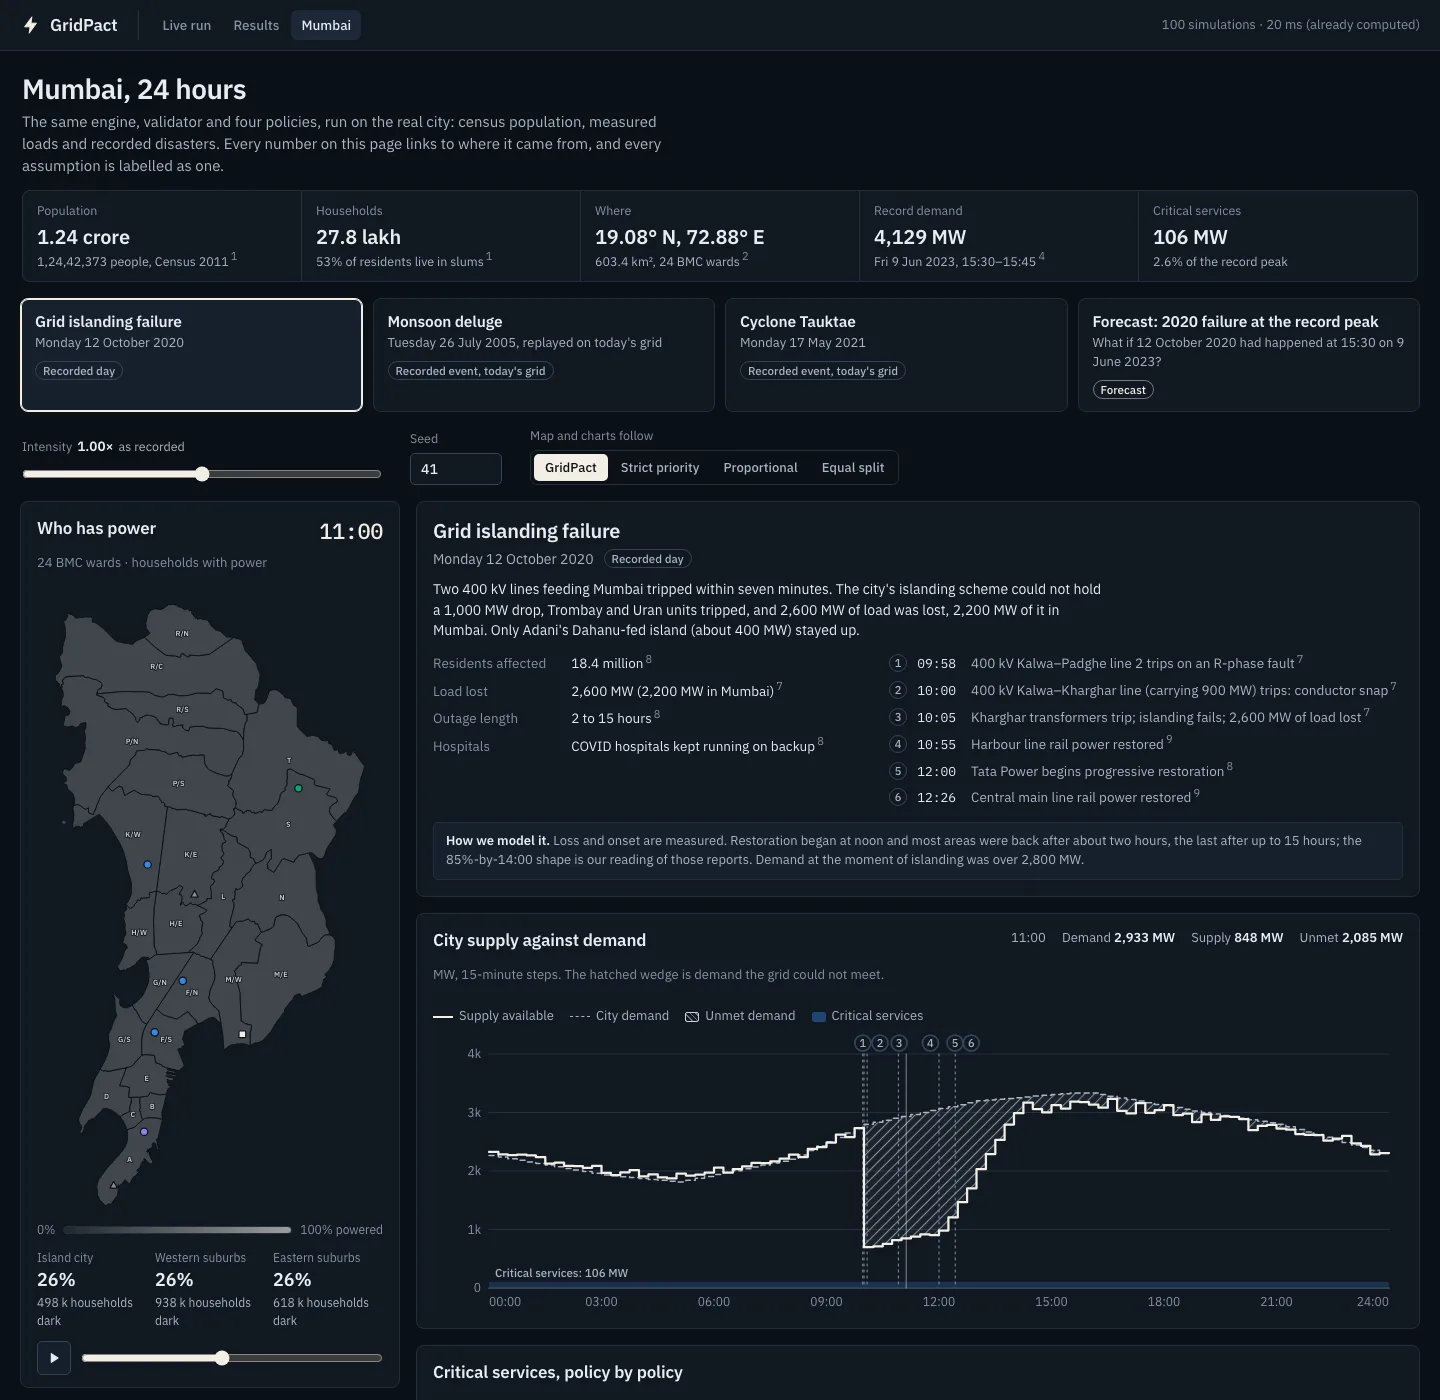 GridPact
Live run
Results
Mumbai
100 simulations · 20 ms (already computed)
Mumbai, 24 hours
The same engine, validator and four policies, run on the real city: census population, measured
loads and recorded disasters. Every number on this page links to where it came from, and every
assumption is labelled as one.
Population
1.24 crore
1,24,42,373 people, Census 2011 1
Households
27.8 lakh
53% of residents live in slums 1
Where
19.08° N, 72.88° E
603.4 km², 24 BMC wards 2
Record demand
4,129 MW
Fri 9 Jun 2023, 15:30–15:45 4
Critical services
106 MW
2.6% of the record peak
Grid islanding failure
Monday 12 October 2020
Recorded day
Monsoon deluge
Tuesday 26 July 2005, replayed on today's grid
Recorded event, today's grid
Cyclone Tauktae
Monday 17 May 2021
Recorded event, today's grid
Forecast: 2020 failure at the record peak
What if 12 October 2020 had happened at 15:30 on 9
June 2023?
Forecast
Intensity 1.00× as recorded
Seed
41
Map and charts follow
GridPact
Strict priority
Proportional
Equal split
Who has power
11:00
24 BMC wards · households with power
R/N
R/C
R/S
P/N
T
P/S
S
K/W
K/E
L
N
H/E
H/W
M/E
M/W
G/N
F/N
G/S
F/S
E
D
B
C
A
0%
100% powered
Island city
26%
498 k households
dark
Western suburbs
26%
938 k households
dark
Eastern suburbs
26%
618 k households
dark
Grid islanding failure
Monday 12 October 2020
Recorded day
Two 400 kV lines feeding Mumbai tripped within seven minutes. The city's islanding scheme could not hold
a 1,000 MW drop, Trombay and Uran units tripped, and 2,600 MW of load was lost, 2,200 MW of it in
Mumbai. Only Adani's Dahanu-fed island (about 400 MW) stayed up.
Residents affected 18.4 million 8
Load lost 2,600 MW (2,200 MW in Mumbai) 7
Outage length 2 to 15 hours 8
Hospitals COVID hospitals kept running on backup 8
1 09:58 400 kV Kalwa–Padghe line 2 trips on an R-phase fault 7
2 10:00 400 kV Kalwa–Kharghar line (carrying 900 MW) trips: conductor snap 7
3 10:05 Kharghar transformers trip; islanding fails; 2,600 MW of load lost 7
4 10:55 Harbour line rail power restored 9
5 12:00 Tata Power begins progressive restoration 8
6 12:26 Central main line rail power restored 9
How we model it. Loss and onset are measured. Restoration began at noon and most areas were back after about two hours, the last after up to 15 hours; the
85%-by-14:00 shape is our reading of those reports. Demand at the moment of islanding was over 2,800 MW.
City supply against demand
11:00 Demand 2,933 MW Supply 848 MW Unmet 2,085 MW
MW, 15-minute steps. The hatched wedge is demand the grid could not meet.
Supply available
City demand
Unmet demand
Critical services
1 2 3 4 5 6
4k
3k
2k
1k
0
Critical services: 106 MW
00:00 03:00 06:00 09:00 12:00 15:00 18:00 21:00 24:00
Critical services, policy by policy